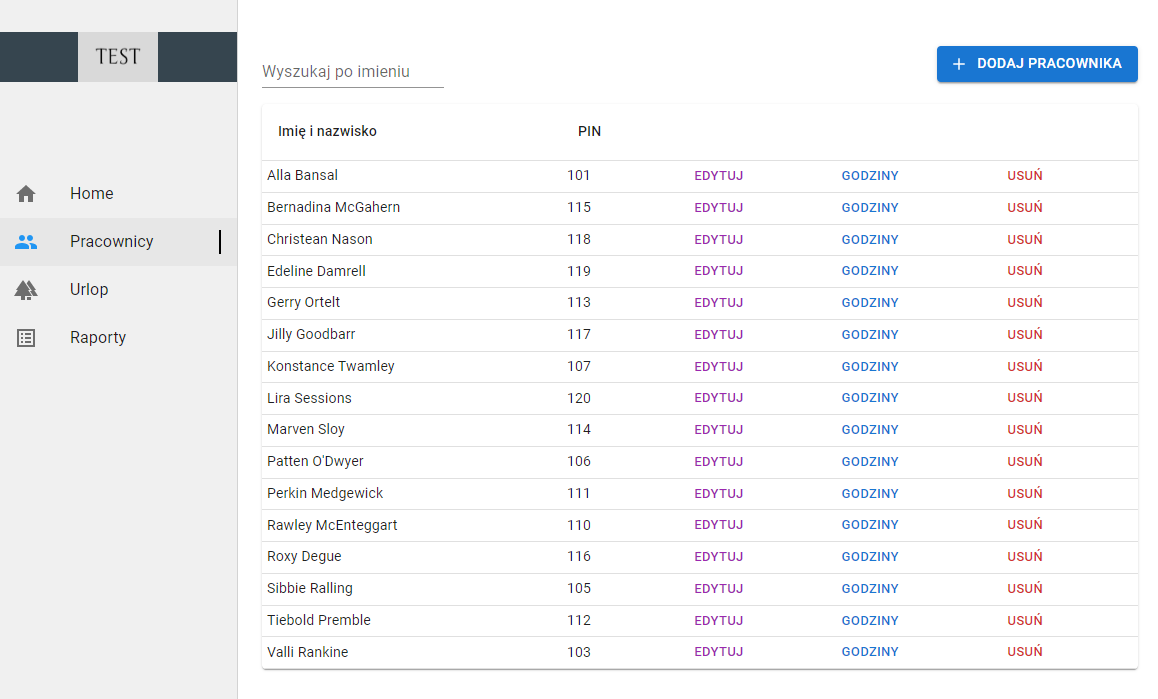 TEST
Home
Pracownicy
Urlop
Raporty
Wyszukaj po imieniu
DODAJ PRACOWNIKA
Imię i nazwisko PIN
Alla Bansal 101 EDYTUJ GODZINY USUŃ
Bernadina McGahern 115 EDYTUJ GODZINY USUŃ
Christean Nason 118 EDYTUJ GODZINY USUŃ
Edeline Damrell 119 EDYTUJ GODZINY USUŃ
Gerry Ortelt 113 EDYTUJ GODZINY USUŃ
Jilly Goodbarr 117 EDYTUJ GODZINY USUŃ
Konstance Twamley 107 EDYTUJ GODZINY USUŃ
Lira Sessions 120 EDYTUJ GODZINY USUŃ
Marven Sloy 114 EDYTUJ GODZINY USUŃ
Patten O'Dwyer 106 EDYTUJ GODZINY USUŃ
Perkin Medgewick 111 EDYTUJ GODZINY USUŃ
Rawley McEnteggart 110 EDYTUJ GODZINY USUŃ
Roxy Degue 116 EDYTUJ GODZINY USUŃ
Sibbie Ralling 105 EDYTUJ GODZINY USUŃ
Tiebold Premble 112 EDYTUJ GODZINY USUŃ
Valli Rankine 103 EDYTUJ GODZINY USUŃ